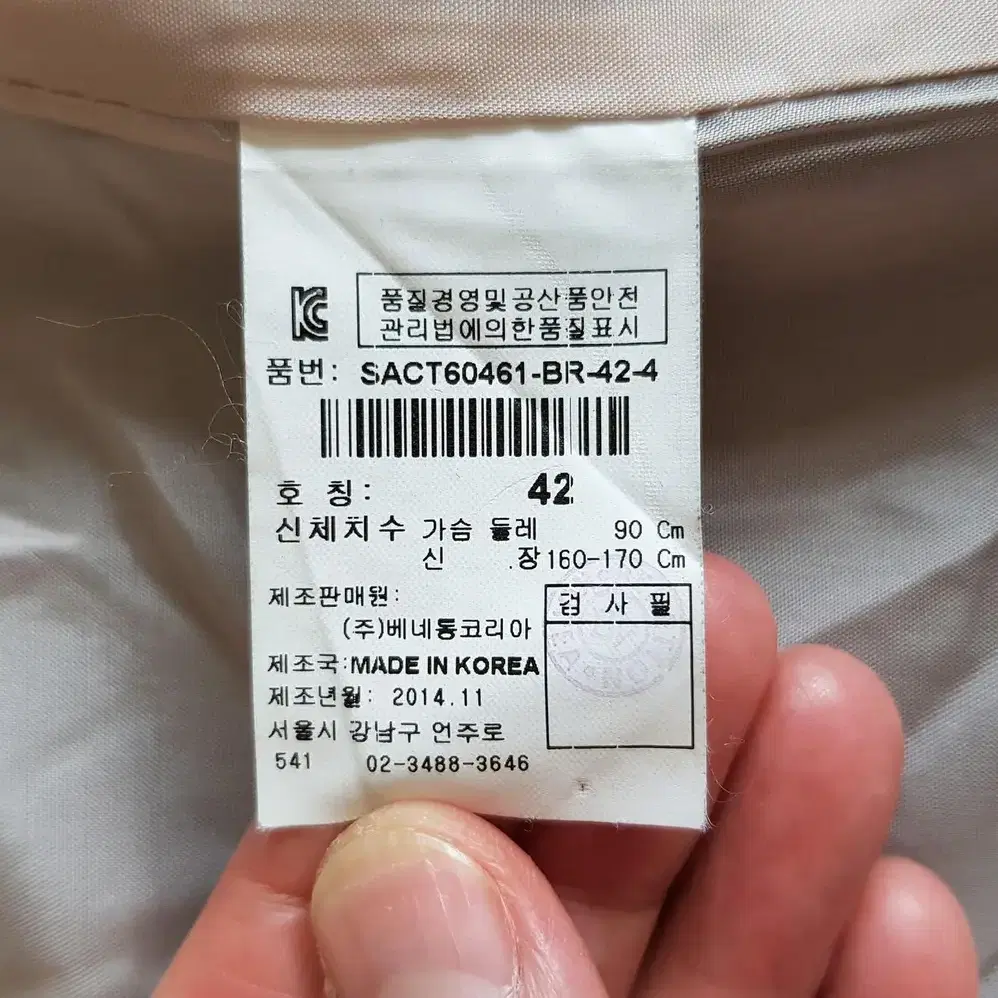 KC
품질경영및공산품안전
관리법에의한품질표시
품번: SACT60461-BR-42-4
호 칭: 42
신체치수 가슴 둘레 90 Cm
신 .장 160-170 Cm
제조판매원:
(주)베네통코리아
검 사 필
제조국:MADE IN KOREA
제조년월: 2014.11
서울시 강남구 언주로
541 02-3488-3646